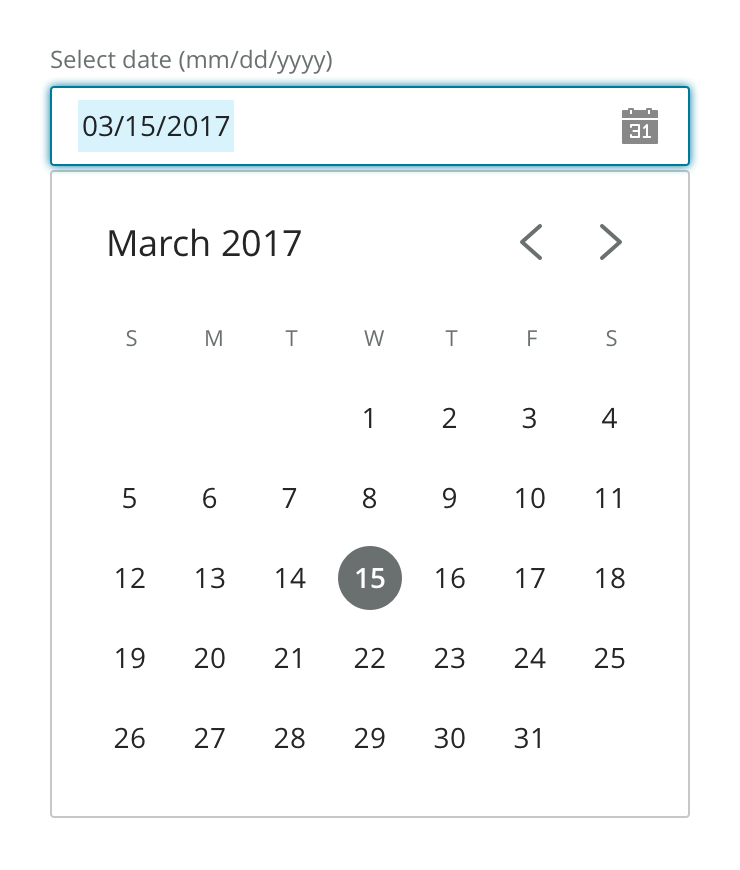 Select date (mm/dd/yyyy)
03/15/2017
31
March 2017
S M T W T F S
1 2 3 4
5 6 7 8 9 10 11
12 13 14 15 16 17 18
19 20 21 22 23 24 25
26 27 28 29 30 31